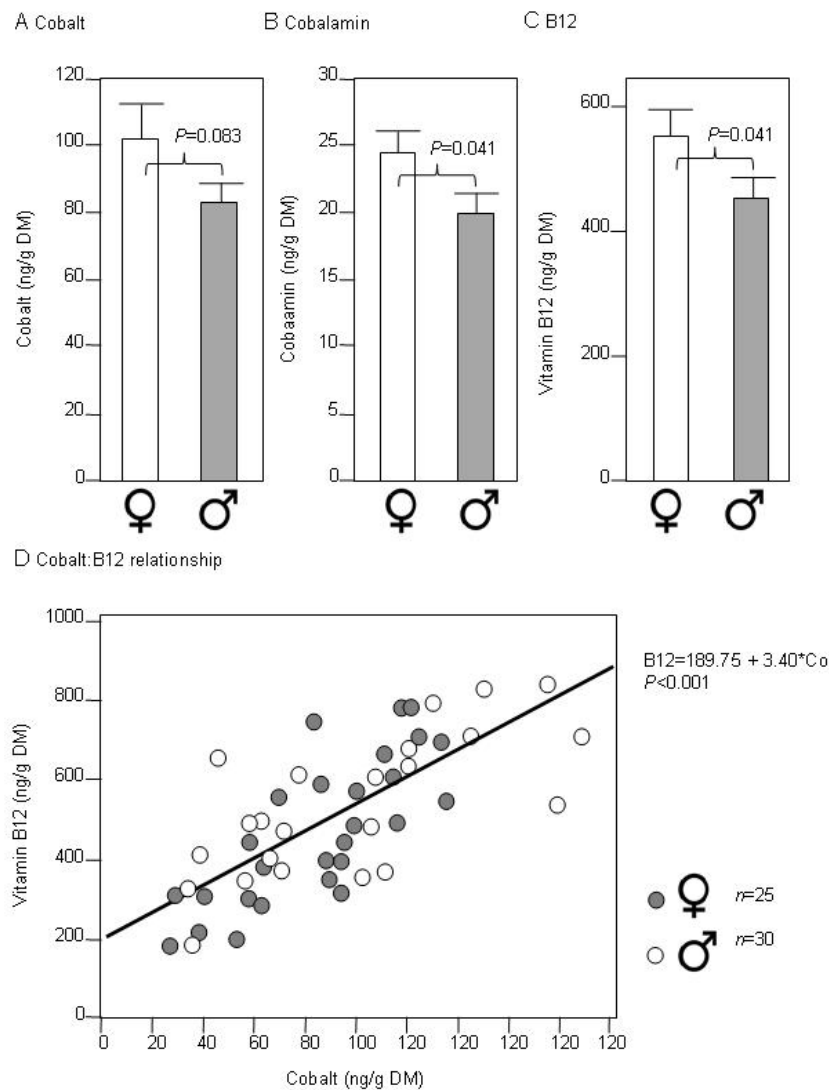 A Cobalt
B Cobalamin
C B12
120
100
80
60
40
20
0
Cobalt (ng/g DM)
P=0.083
30
25
20
15
10
5
0
Cobaamin (ng/g DM)
P=0.041
600
400
200
0
Vitamin B12 (ng/g DM)
P=0.041
♀ ♂
♀ ♂
♀ ♂
D Cobalt:B12 relationship
1000
800
600
400
200
0
Vitamin B12 (ng/g DM)
B12=189.75 + 3.40*Co
P<0.001
♀ n=25
♂ n=30
0 20 40 60 80 100 120 120 120 120 120
Cobalt (ng/g DM)